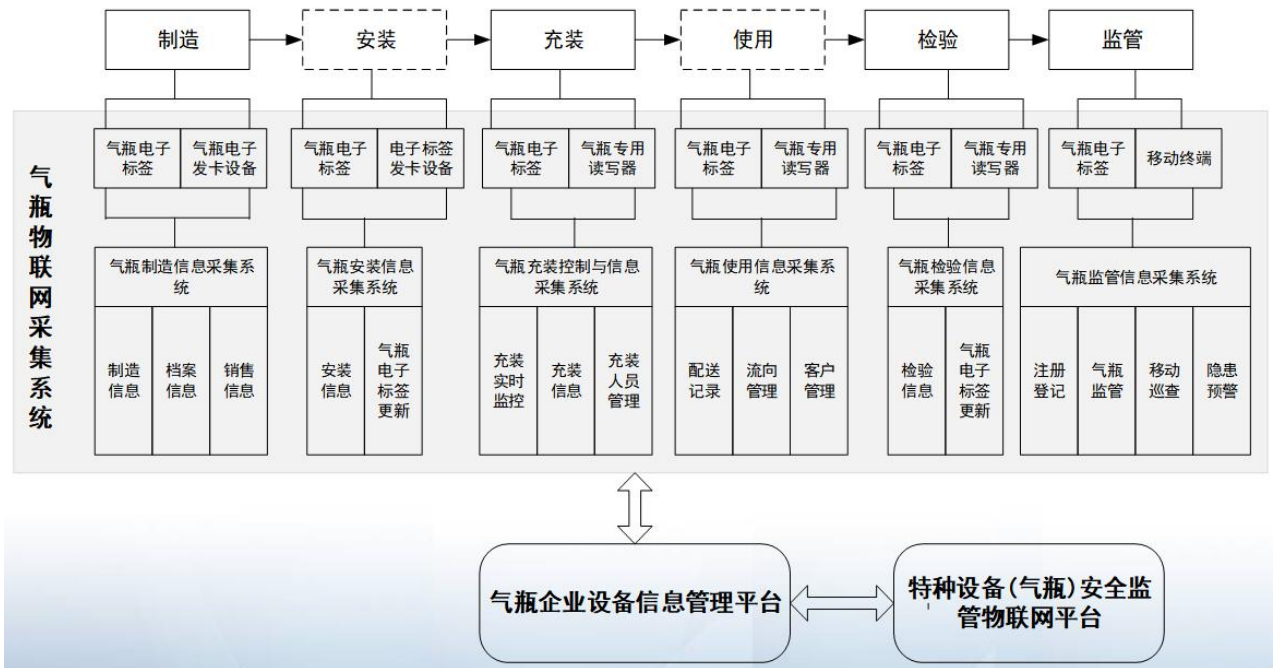 制造
安装
充装
使用
检验
监管
气瓶物联网采集系统
气瓶电子
标签
气瓶电子
发卡设备
气瓶电子
标签
电子标签
发卡设备
气瓶电子
标签
气瓶专用
读写器
气瓶电子
标签
气瓶专用
读写器
气瓶电子
标签
气瓶专用
读写器
气瓶电子
标签
移动终端
气瓶制造信息采集系
统
气瓶安装信息
采集系统
气瓶充装控制与信息
采集系统
气瓶使用信息采集系
统
气瓶检验信息
采集系统
气瓶监管信息采集系统
制造
信息
档案
信息
销售
信息
安装
信息
气瓶
电子
标签
更新
充装
实时
监控
充装
信息
充装
人员
管理
配送
记录
流向
管理
客户
管理
检验
信息
气瓶
电子
标签
更新
注册
登记
气瓶
监管
移动
巡查
隐患
预警
气瓶企业设备信息管理平台
特种设备(气瓶)安全监
管物联网平台